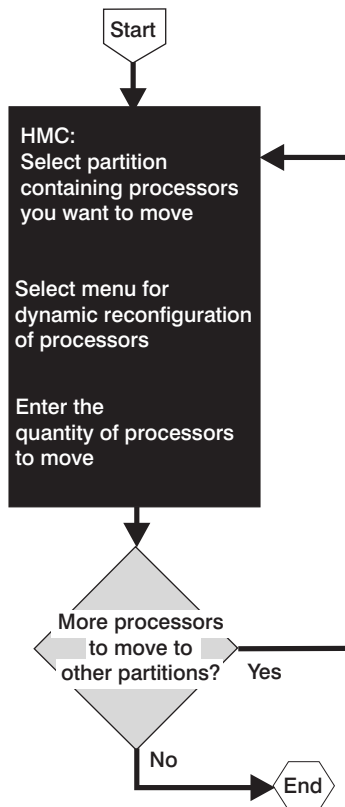 Start
HMC:
Select partition
containing processors
you want to move
Select menu for
dynamic reconfiguration
of processors
Enter the
quantity of processors
to move
More processors
to move to
other partitions?
Yes
No
End